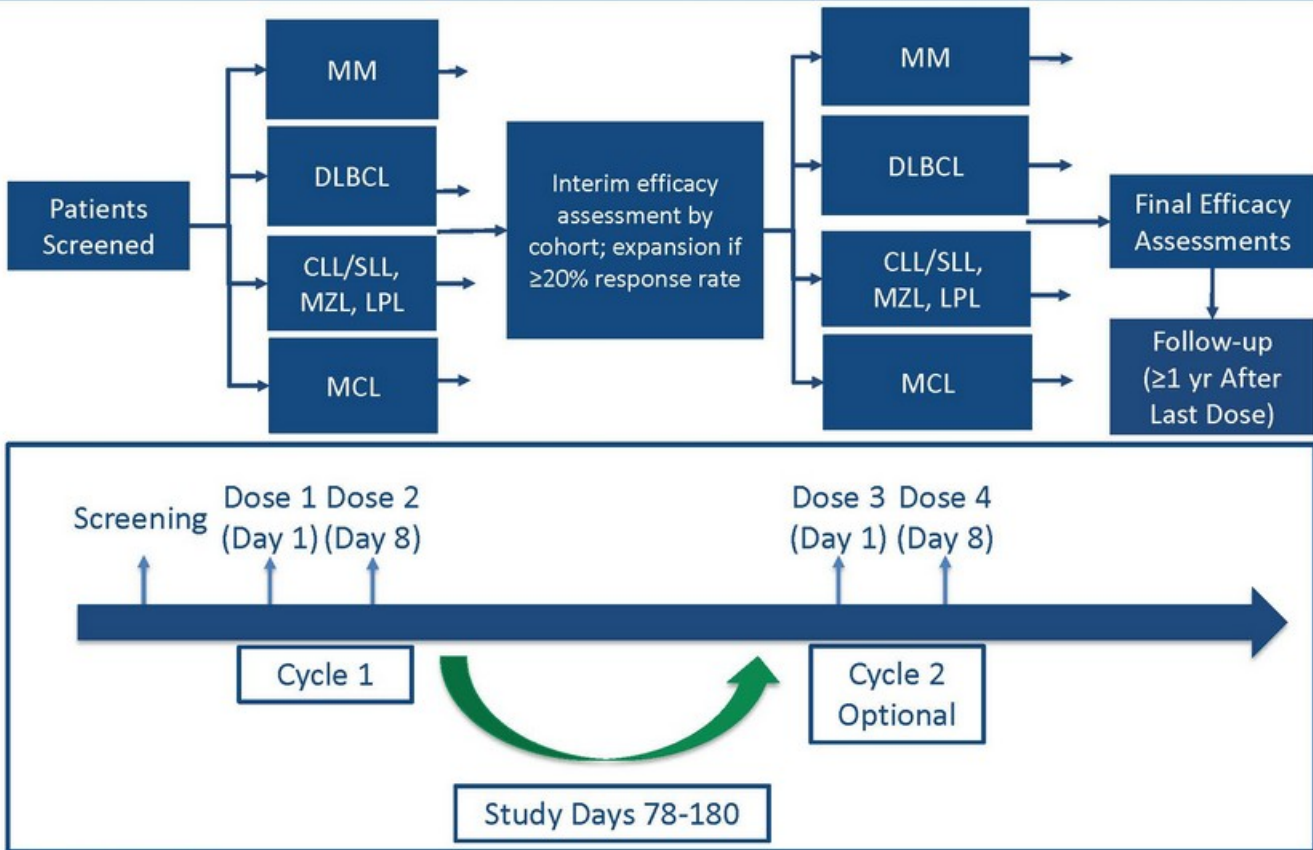 Patients
Screened
MM
DLBCL
CLL/SLL,
MZL, LPL
MCL
Interim efficacy
assessment by
cohort; expansion if
≥20% response rate
MM
DLBCL
CLL/SLL,
MZL, LPL
MCL
Final Efficacy
Assessments
Follow-up
(≥1 yr After
Last Dose)
Screening
Dose 1
(Day 1)
Dose 2
(Day 8)
Dose 3
(Day 1)
Dose 4
(Day 8)
Cycle 1
Cycle 2
Optional
Study Days 78-180